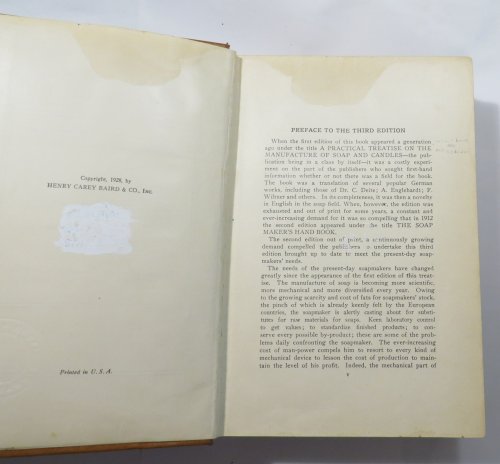 Copyright, 1928, by
HENRY CAREY BAIRD & CO., Inc.
Printed in U. S. A.
PREFACE TO THE THIRD EDITION
When the first edition of this book appeared a generation
ago under the title A PRACTICAL TREATISE ON THE
MANUFACTURE OF SOAP AND CANDLES—the pub-
lication being in a class by itself—it was a costly experi-
ment on the part of the publishers who sought first-hand
information whether or not there was a field for the work.
The book was a translation of several popular German
works, including those of Dr. C. Deite; A. Englehardt; F.
Wiltner and others. In its completeness, it was then a novelty
in English in the soap field. When, however, the edition was
exhausted and out of print for some years, a constant and
ever-increasing demand for it was so compelling that in 1912
the second edition appeared under the title THE SOAP
MAKER'S HAND BOOK.
The second edition out of print, a continuously growing
demand compelled the publishers to undertake this third
edition brought up to date to meet the present-day soap-
makers' needs.
The needs of the present-day soapmakers have changed
greatly since the appearance of the first edition of this treat-
ise. The manufacture of soap is becoming more scientific,
more mechanical and more diversified every year. Owing
to the growing scarcity and cost of fats for soapmakers' stock,
the pinch of which is already keenly felt by the European
countries, the soapmaker is alertly casting about for substi-
tutes for raw materials for soaps. Keen laboratory control
to get values; to standardize finished products; to con-
serve every possible by-product; these are some of the prob-
lems daily confronting the soapmaker. The ever-increasing
cost of man-power compels him to resort to every kind of
mechanical device to lessen the cost of production to main-
tain the level of his profit. Indeed, the mechanical part of
v